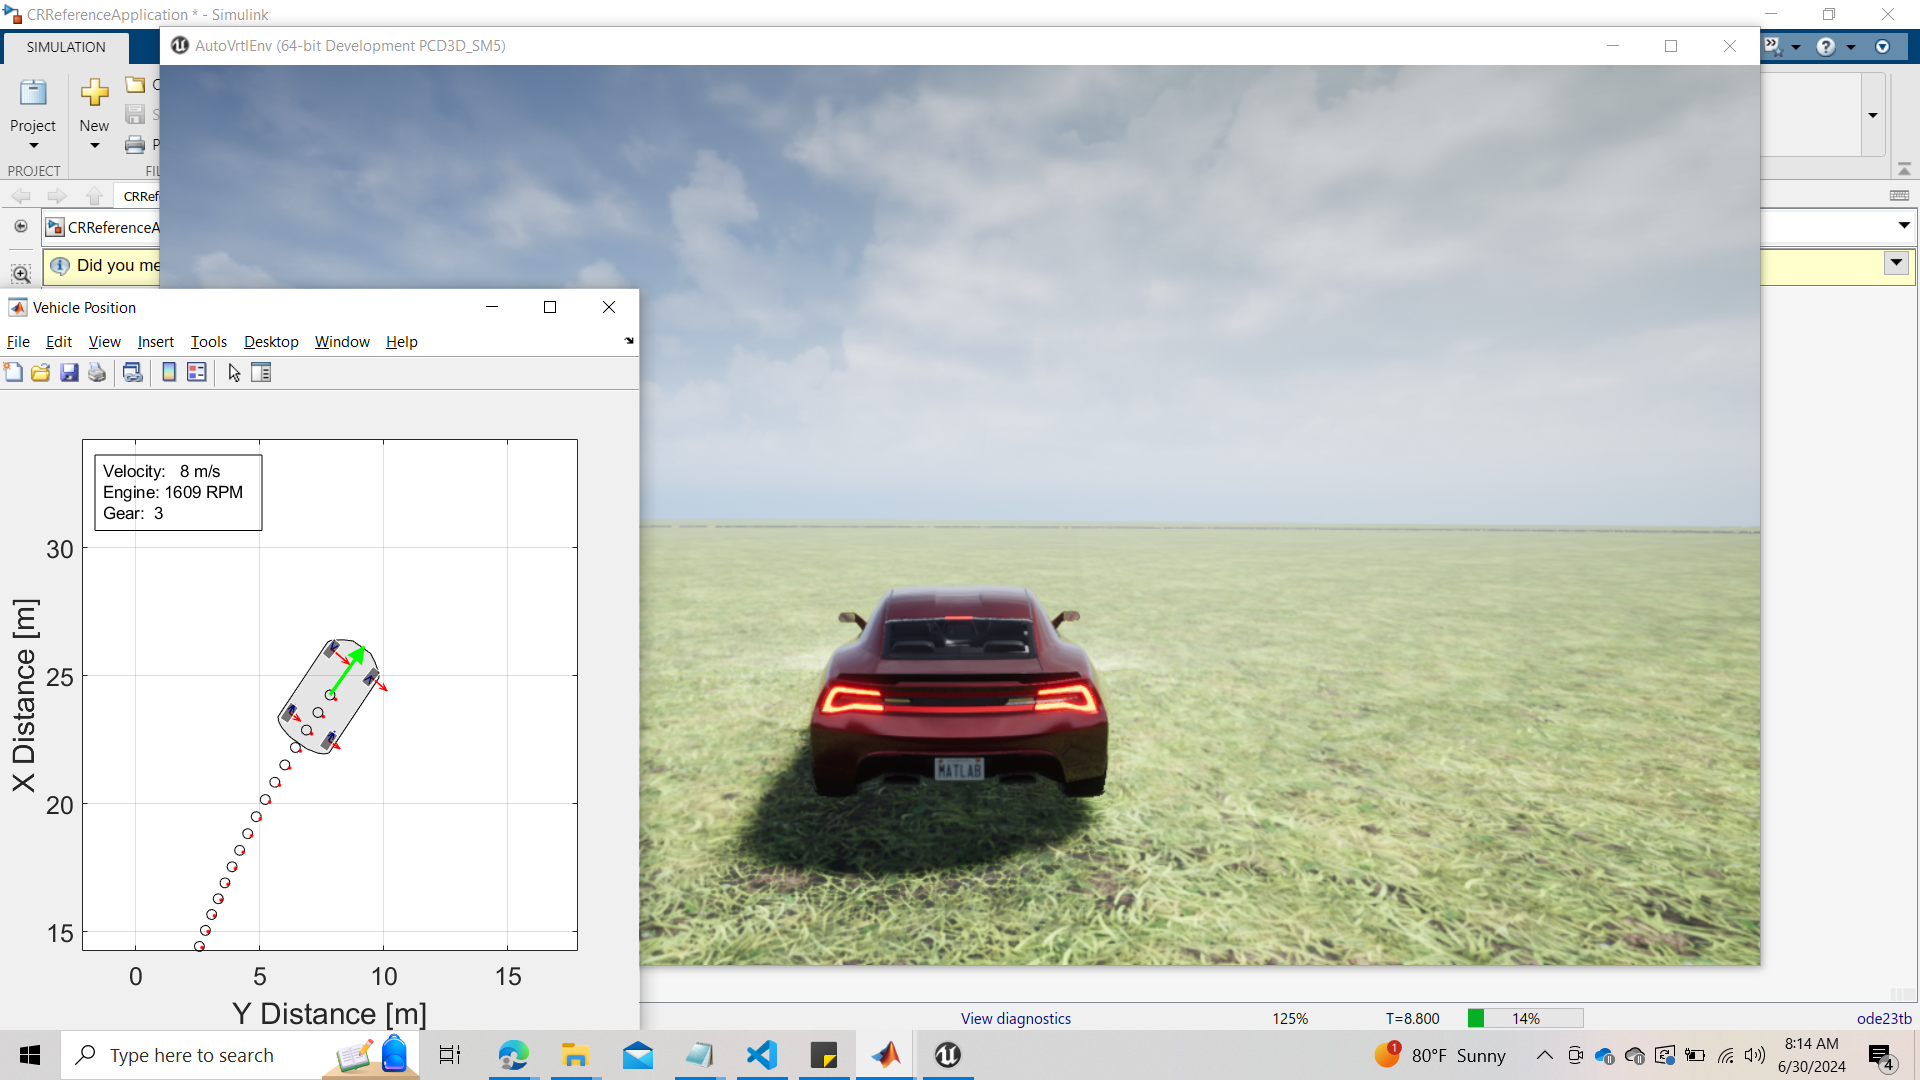 CRReferenceApplication * - Simulink
AutoVrtlEnv (64-bit Development PCD3D_SM5)
SIMULATION
Project
New
PROJECT
FIL
CRRef
CRReferenceA
Did you me
Vehicle Position
File Edit View Insert Tools Desktop Window Help
Velocity: 8 m/s
Engine: 1609 RPM
Gear: 3
30
25
20
15
X Distance [m]
0 5 10 15
Y Distance [m]
MATLAB
View diagnostics 125% T=8.800 14% ode23tb
Type here to search
80°F Sunny
8:14 AM
6/30/2024
1
4